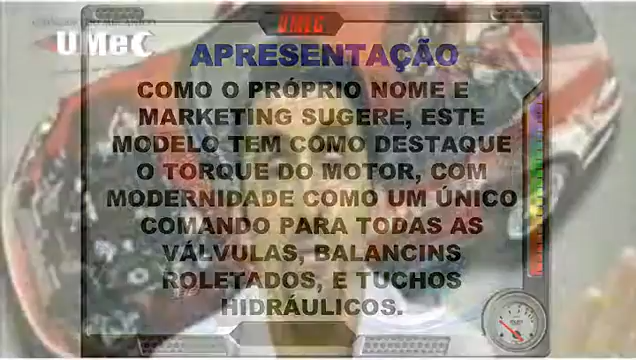 UMeC
UMEC
APRESENTAÇÃO
COMO O PRÓPRIO NOME E
MARKETING SUGERE, ESTE
MODELO TEM COMO DESTAQUE
O TORQUE DO MOTOR, COM
MODERNIDADE COMO UM ÚNICO
COMANDO PARA TODAS AS
VÁLVULAS, BALANCINS
ROLETADOS, E TUCHOS
HIDRÁULICOS.